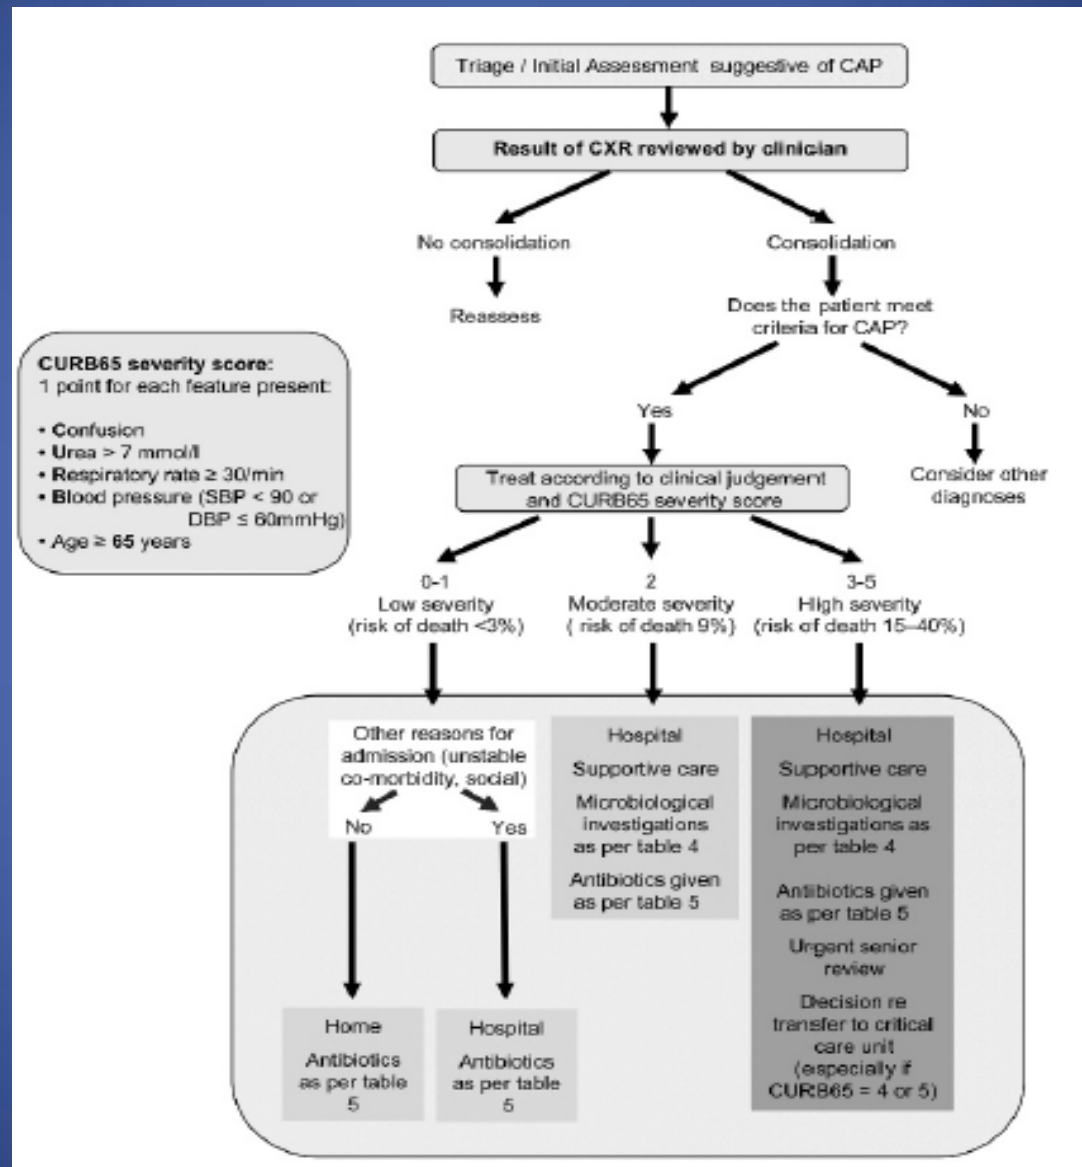 Triage / Initial Assessment suggestive of CAP
Result of CXR reviewed by clinician
No consolidation
Consolidation
Reassess
Does the patient meet
criteria for CAP?
CURB65 severity score:
1 point for each feature present:
• Confusion
• Urea > 7 mmol/l
• Respiratory rate ≥ 30/min
• Blood pressure (SBP < 90 or
DBP ≤ 60mmHg)
• Age ≥ 65 years
Yes
No
Treat according to clinical judgement
and CURB65 severity score
Consider other
diagnoses
0-1
Low severity
(risk of death <3%)
2
Moderate severity
( risk of death 9%)
3-5
High severity
(risk of death 15–40%)
Other reasons for
admission (unstable
co-morbidity, social)
No
Yes
Home
Antibiotics
as per table
5
Hospital
Antibiotics
as per table
5
Hospital
Supportive care
Microbiological
investigations
as per table 4
Antibiotics given
as per table 5
Hospital
Supportive care
Microbiological
investigations as
per table 4
Antibiotics given
as per table 5
Urgent senior
review
Decision re
transfer to critical
care unit
(especially if
CURB65 = 4 or 5)